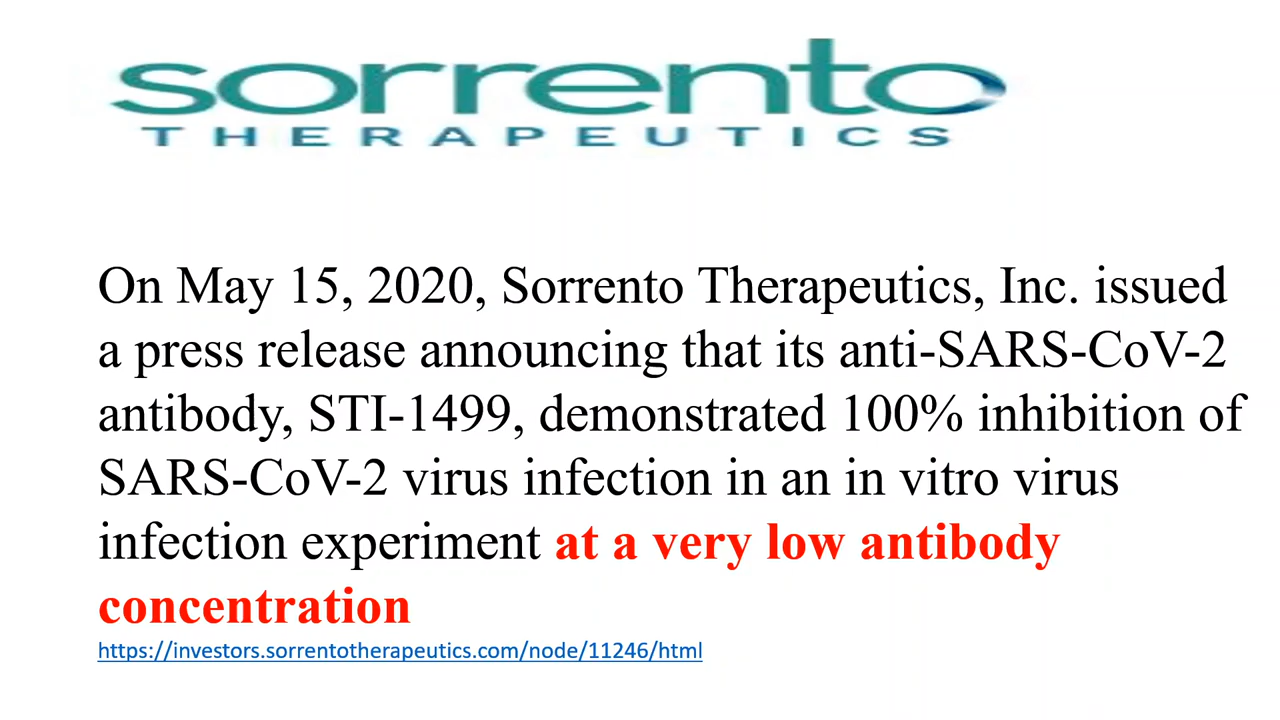 sorrento
THERAPEUTICS
On May 15, 2020, Sorrento Therapeutics, Inc. issued
a press release announcing that its anti-SARS-CoV-2
antibody, STI-1499, demonstrated 100% inhibition of
SARS-CoV-2 virus infection in an in vitro virus
infection experiment at a very low antibody
concentration
https://investors.sorrentotherapeutics.com/node/11246/html